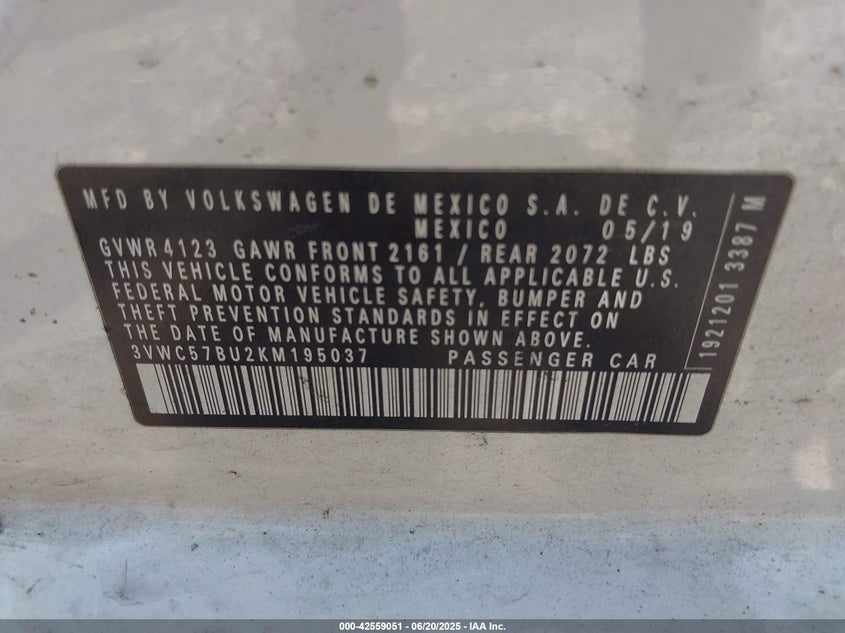 MFD BY VOLKSWAGEN DE MEXICO S.A. DE C.V.
MEXICO 05/19
GVWR 4123 GAWR FRONT 2161 / REAR 2072 LBS
THIS VEHICLE CONFORMS TO ALL APPLICABLE U.S.
FEDERAL MOTOR VEHICLE SAFETY, BUMPER AND
THEFT PREVENTION STANDARDS IN EFFECT ON
THE DATE OF MANUFACTURE SHOWN ABOVE.
3VWC57BU2KM195037 PASSENGER CAR
1921201 3387 M
000-42559051 - 06/20/2025 - IAA Inc.